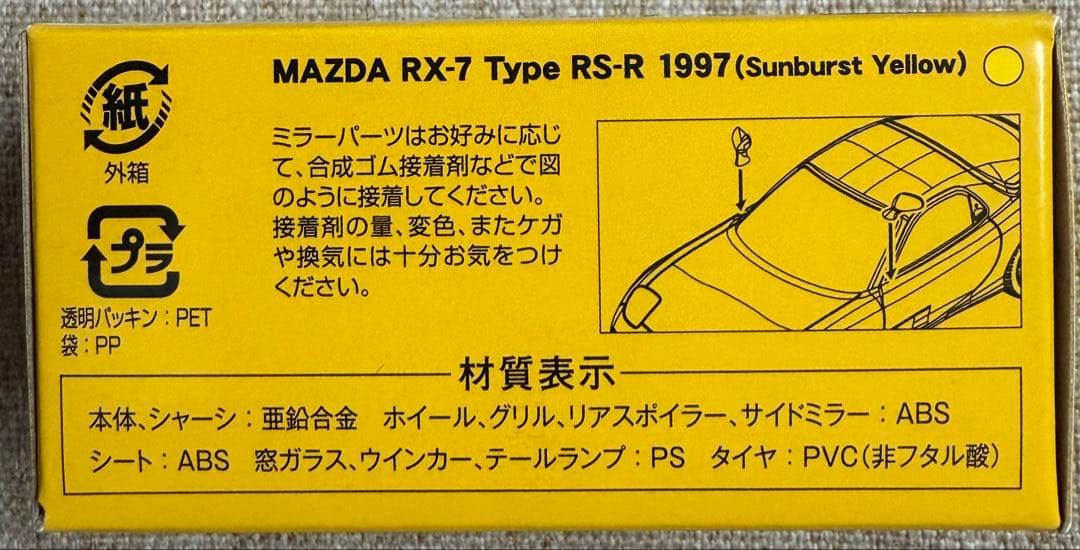 MAZDA RX-7 Type RS-R 1997(Sunburst Yellow)
紙
外箱
プラ
透明パッキン：PET
袋：PP
ミラーパーツはお好みに応じ
て、合成ゴム接着剤などで図
のように接着してください。
接着剤の量、変色、またケガ
や換気には十分お気をつけ
ください。
材質表示
本体、シャーシ：亜鉛合金　ホイール、グリル、リアスポイラー、サイドミラー：ABS
シート：ABS　窓ガラス、ウインカー、テールランプ：PS　タイヤ：PVC（非フタル酸）